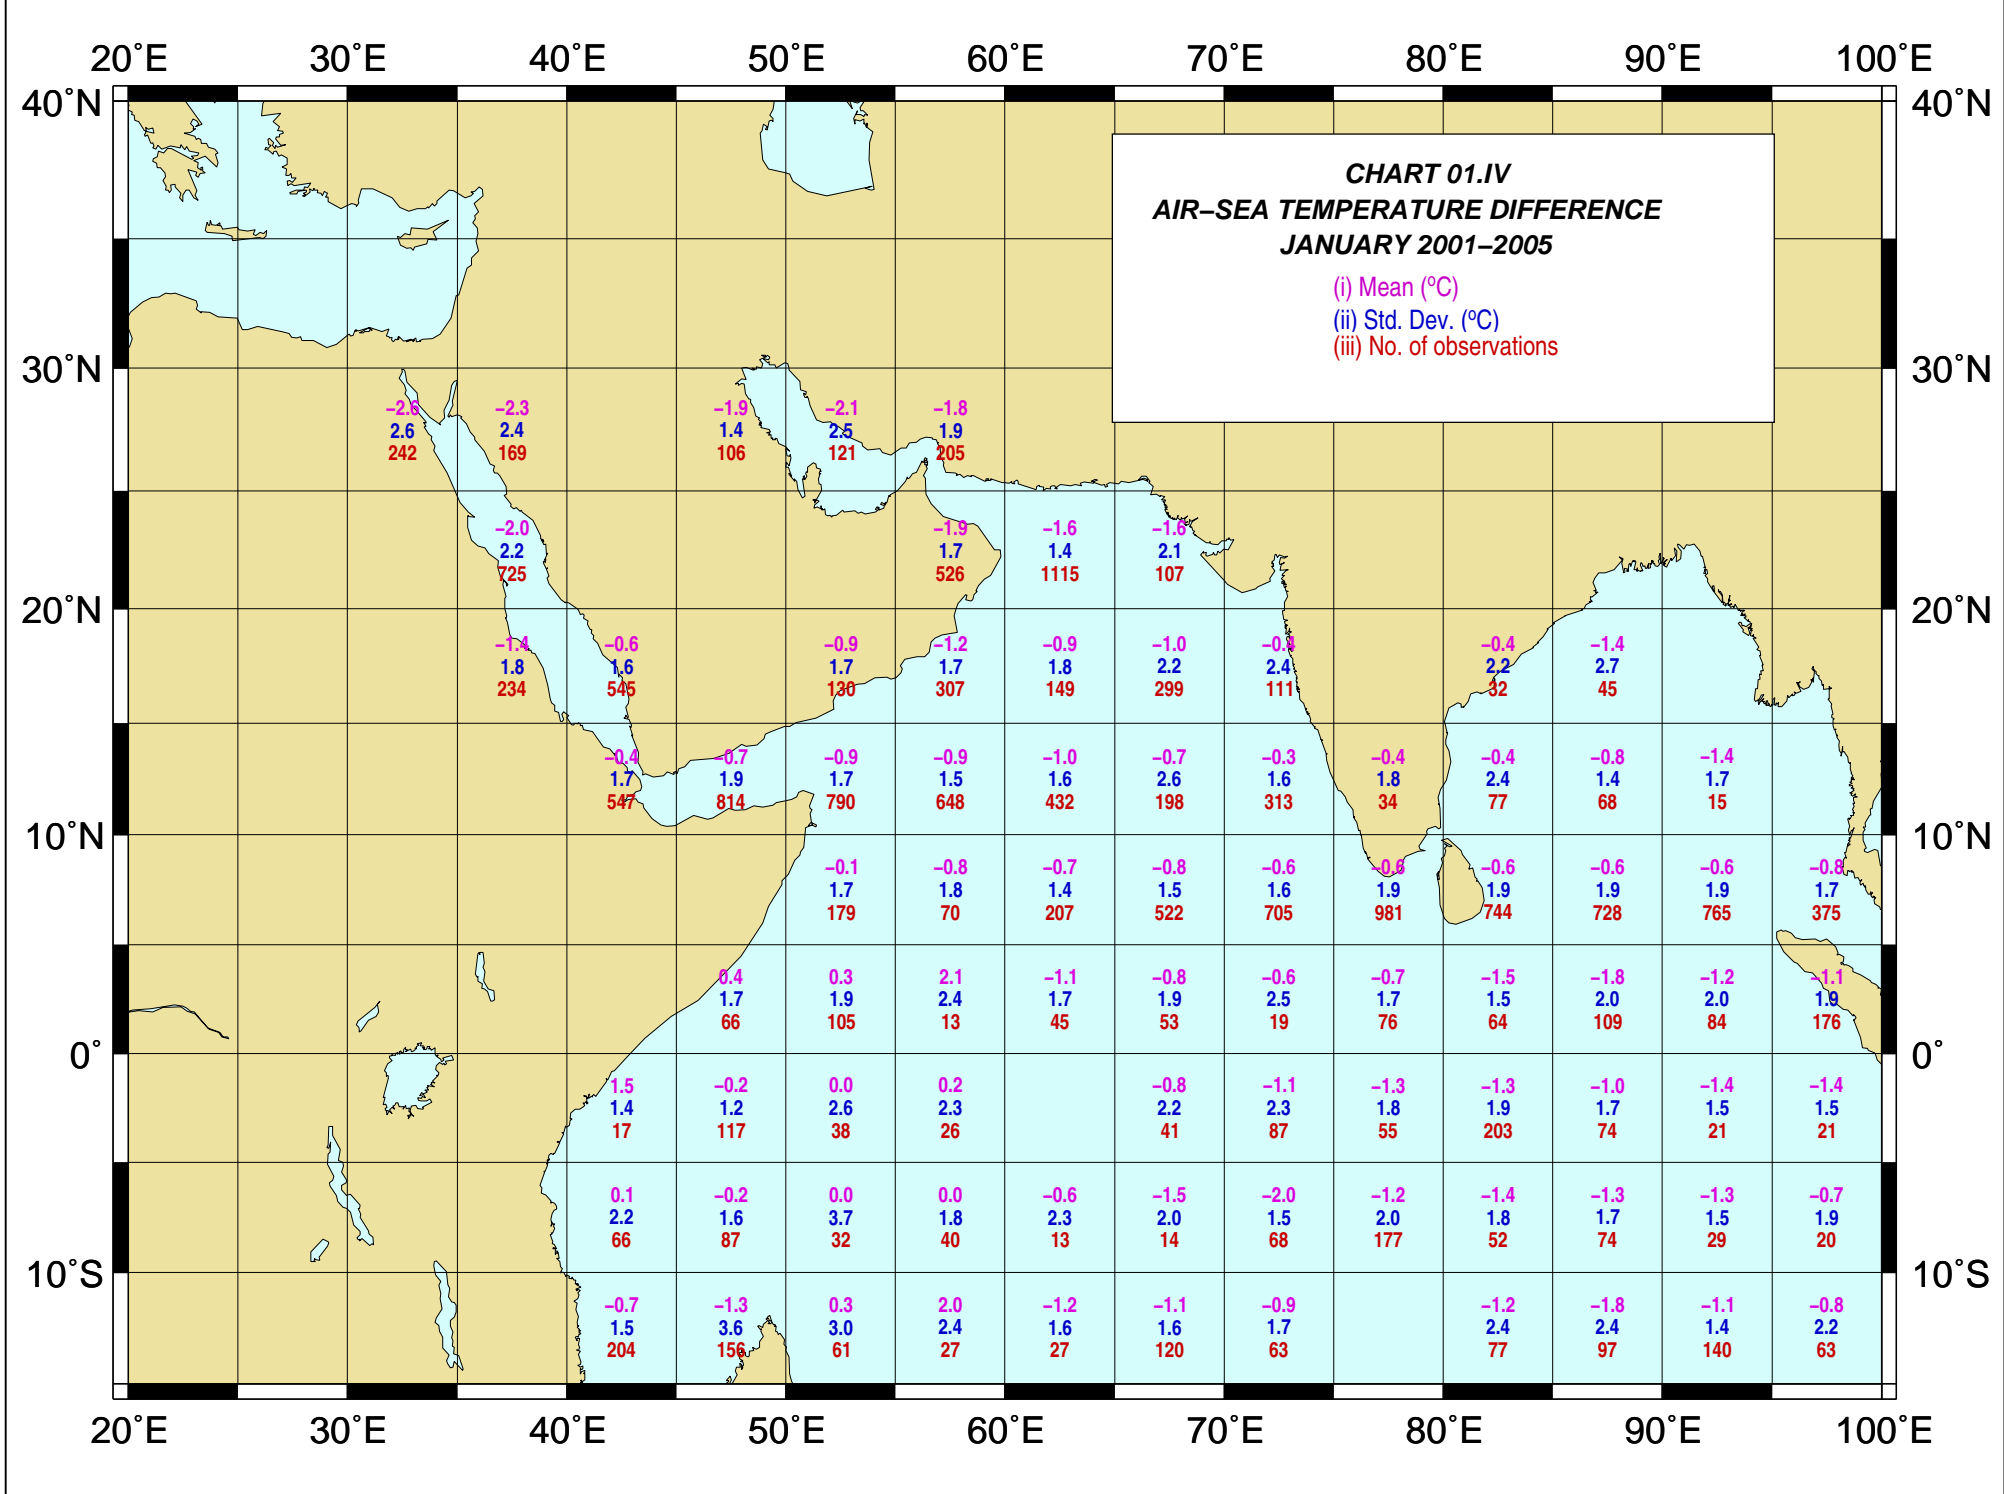 20°E 30°E 40°E 50°E 60°E 70°E 80°E 90°E 100°E
40°N 40°N
CHART 01.IV
AIR–SEA TEMPERATURE DIFFERENCE
JANUARY 2001–2005
(i) Mean (ºC)
(ii) Std. Dev. (ºC)
(iii) No. of observations
30°N 30°N
−2.6 −2.3 −1.9 −2.1 −1.8
2.6 2.4 1.4 2.5 1.9
242 169 106 121 205
−2.0 −1.9 −1.6 −1.6
2.2 1.7 1.4 2.1
725 526 1115 107
20°N 20°N
−1.4 −0.6 −0.9 −1.2 −0.9 −1.0 −0.4 −0.4 −1.4
1.8 1.6 1.7 1.7 1.8 2.2 2.4 2.2 2.7
234 545 130 307 149 299 111 32 45
−0.4 −0.7 −0.9 −0.9 −1.0 −0.7 −0.3 −0.4 −0.4 −0.8 −1.4
1.7 1.9 1.7 1.5 1.6 2.6 1.6 1.8 2.4 1.4 1.7
547 814 790 648 432 198 313 34 77 68 15
10°N 10°N
−0.1 −0.8 −0.7 −0.8 −0.6 −0.6 −0.6 −0.6 −0.6 −0.8
1.7 1.8 1.4 1.5 1.6 1.9 1.9 1.9 1.9 1.7
179 70 207 522 705 981 744 728 765 375
0.4 0.3 2.1 −1.1 −0.8 −0.6 −0.7 −1.5 −1.8 −1.2 −1.1
1.7 1.9 2.4 1.7 1.9 2.5 1.7 1.5 2.0 2.0 1.9
66 105 13 45 53 19 76 64 109 84 176
0° 0°
1.5 −0.2 0.0 0.2 −0.8 −1.1 −1.3 −1.3 −1.0 −1.4 −1.4
1.4 1.2 2.6 2.3 2.2 2.3 1.8 1.9 1.7 1.5 1.5
17 117 38 26 41 87 55 203 74 21 21
0.1 −0.2 0.0 0.0 −0.6 −1.5 −2.0 −1.2 −1.4 −1.3 −1.3 −0.7
2.2 1.6 3.7 1.8 2.3 2.0 1.5 2.0 1.8 1.7 1.5 1.9
66 87 32 40 13 14 68 177 52 74 29 20
10°S 10°S
−0.7 −1.3 0.3 2.0 −1.2 −1.1 −0.9 −1.2 −1.8 −1.1 −0.8
1.5 3.6 3.0 2.4 1.6 1.6 1.7 2.4 2.4 1.4 2.2
204 156 61 27 27 120 63 77 97 140 63
20°E 30°E 40°E 50°E 60°E 70°E 80°E 90°E 100°E